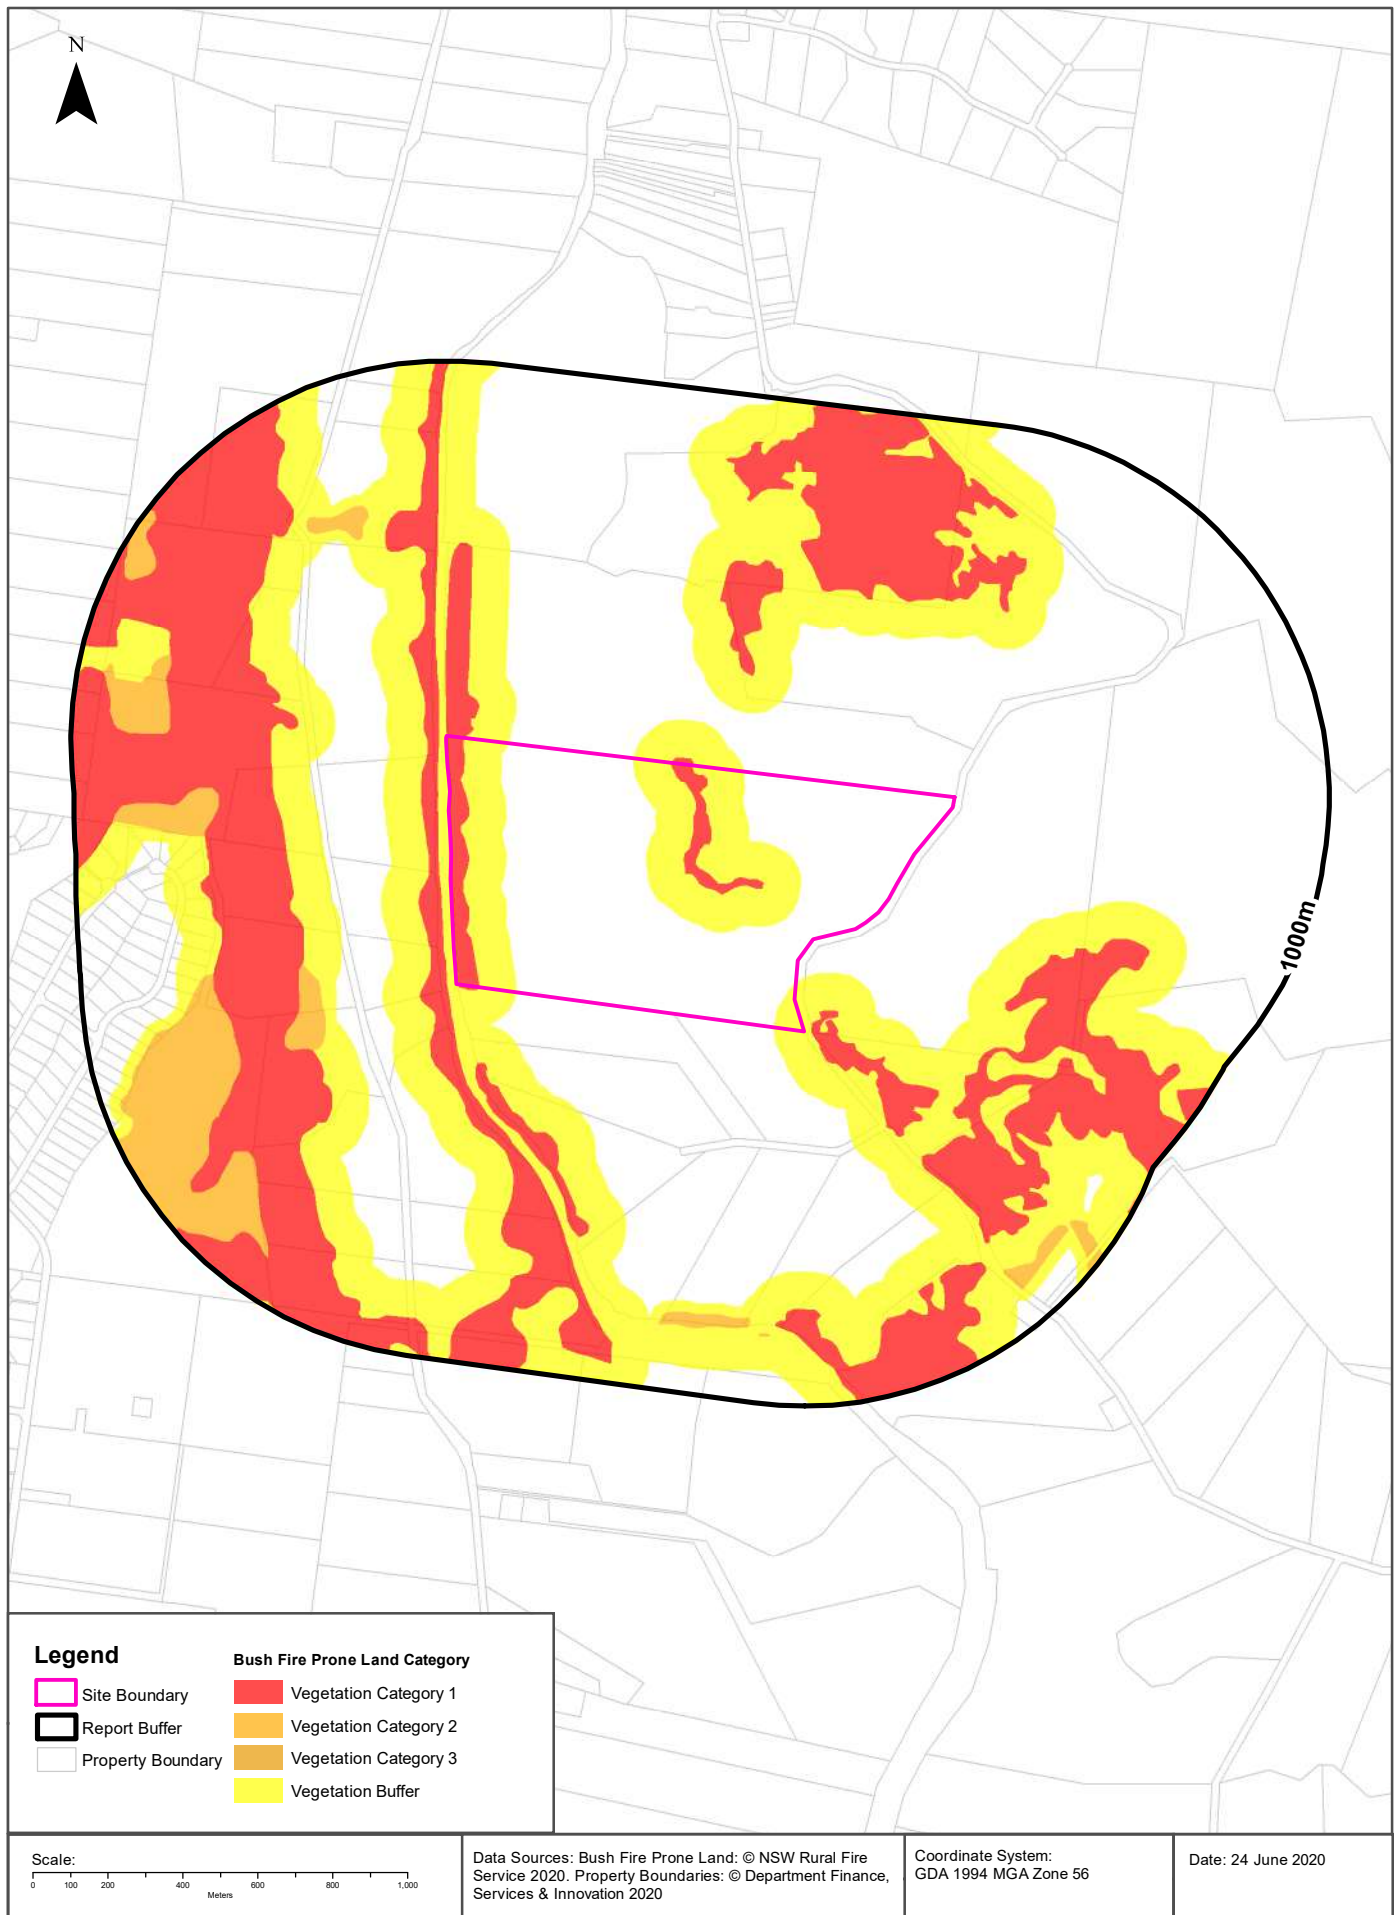 N
1000m
Legend
Site Boundary
Report Buffer
Property Boundary
Bush Fire Prone Land Category
Vegetation Category 1
Vegetation Category 2
Vegetation Category 3
Vegetation Buffer
Scale:
0 100 200 400 600 800 1,000
Meters
Data Sources: Bush Fire Prone Land: © NSW Rural Fire
Service 2020. Property Boundaries: © Department Finance,
Services & Innovation 2020
Coordinate System:
GDA 1994 MGA Zone 56
Date: 24 June 2020